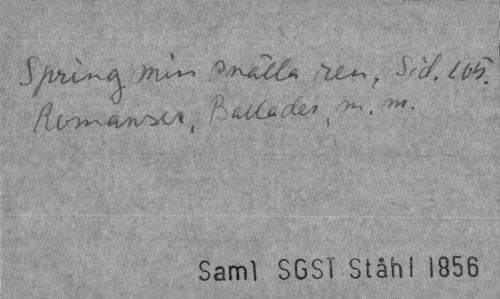 Spring min snälla ren, Sid. 105.
Romanser, Ballader, m. m.
Saml SGST Ståhl 1856